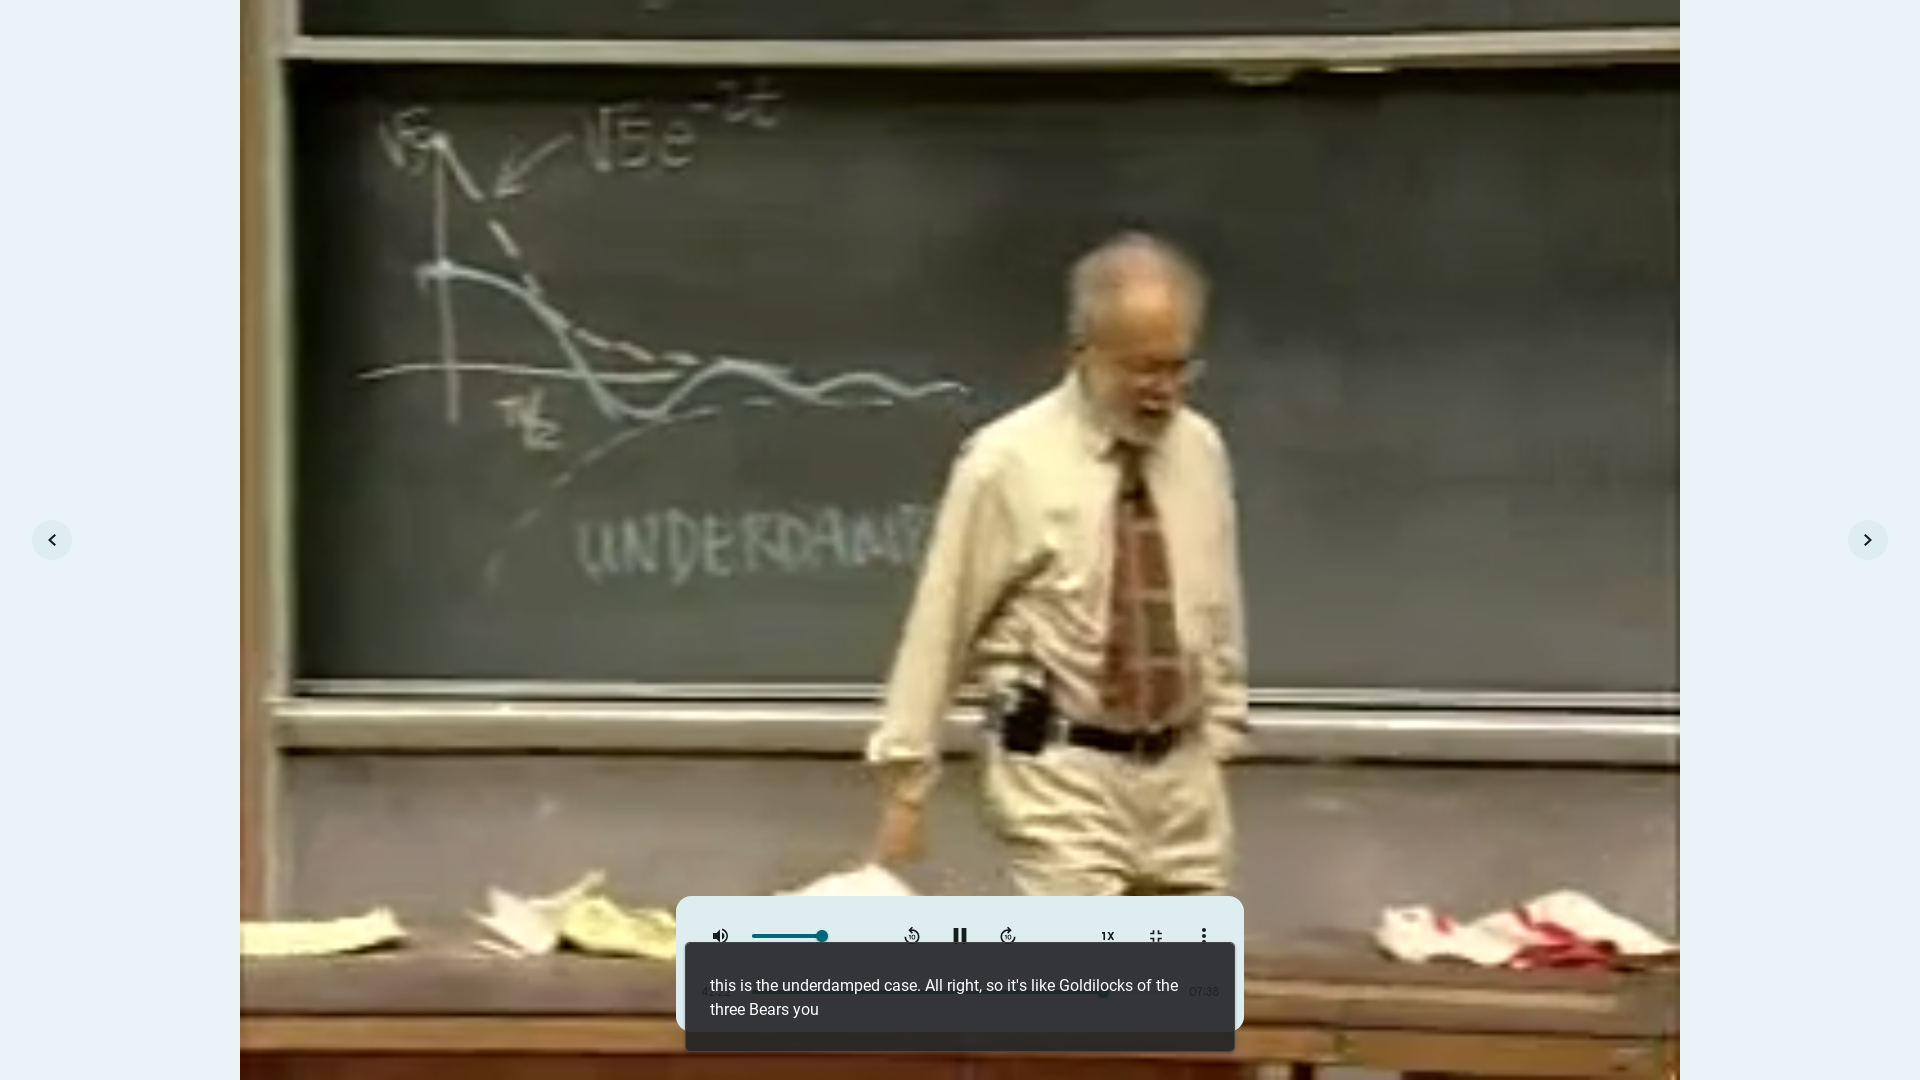 √5
√5e^-2t
π/2
UNDERDAMP
1X
07:38
this is the underdamped case. All right, so it's like Goldilocks of the
three Bears you